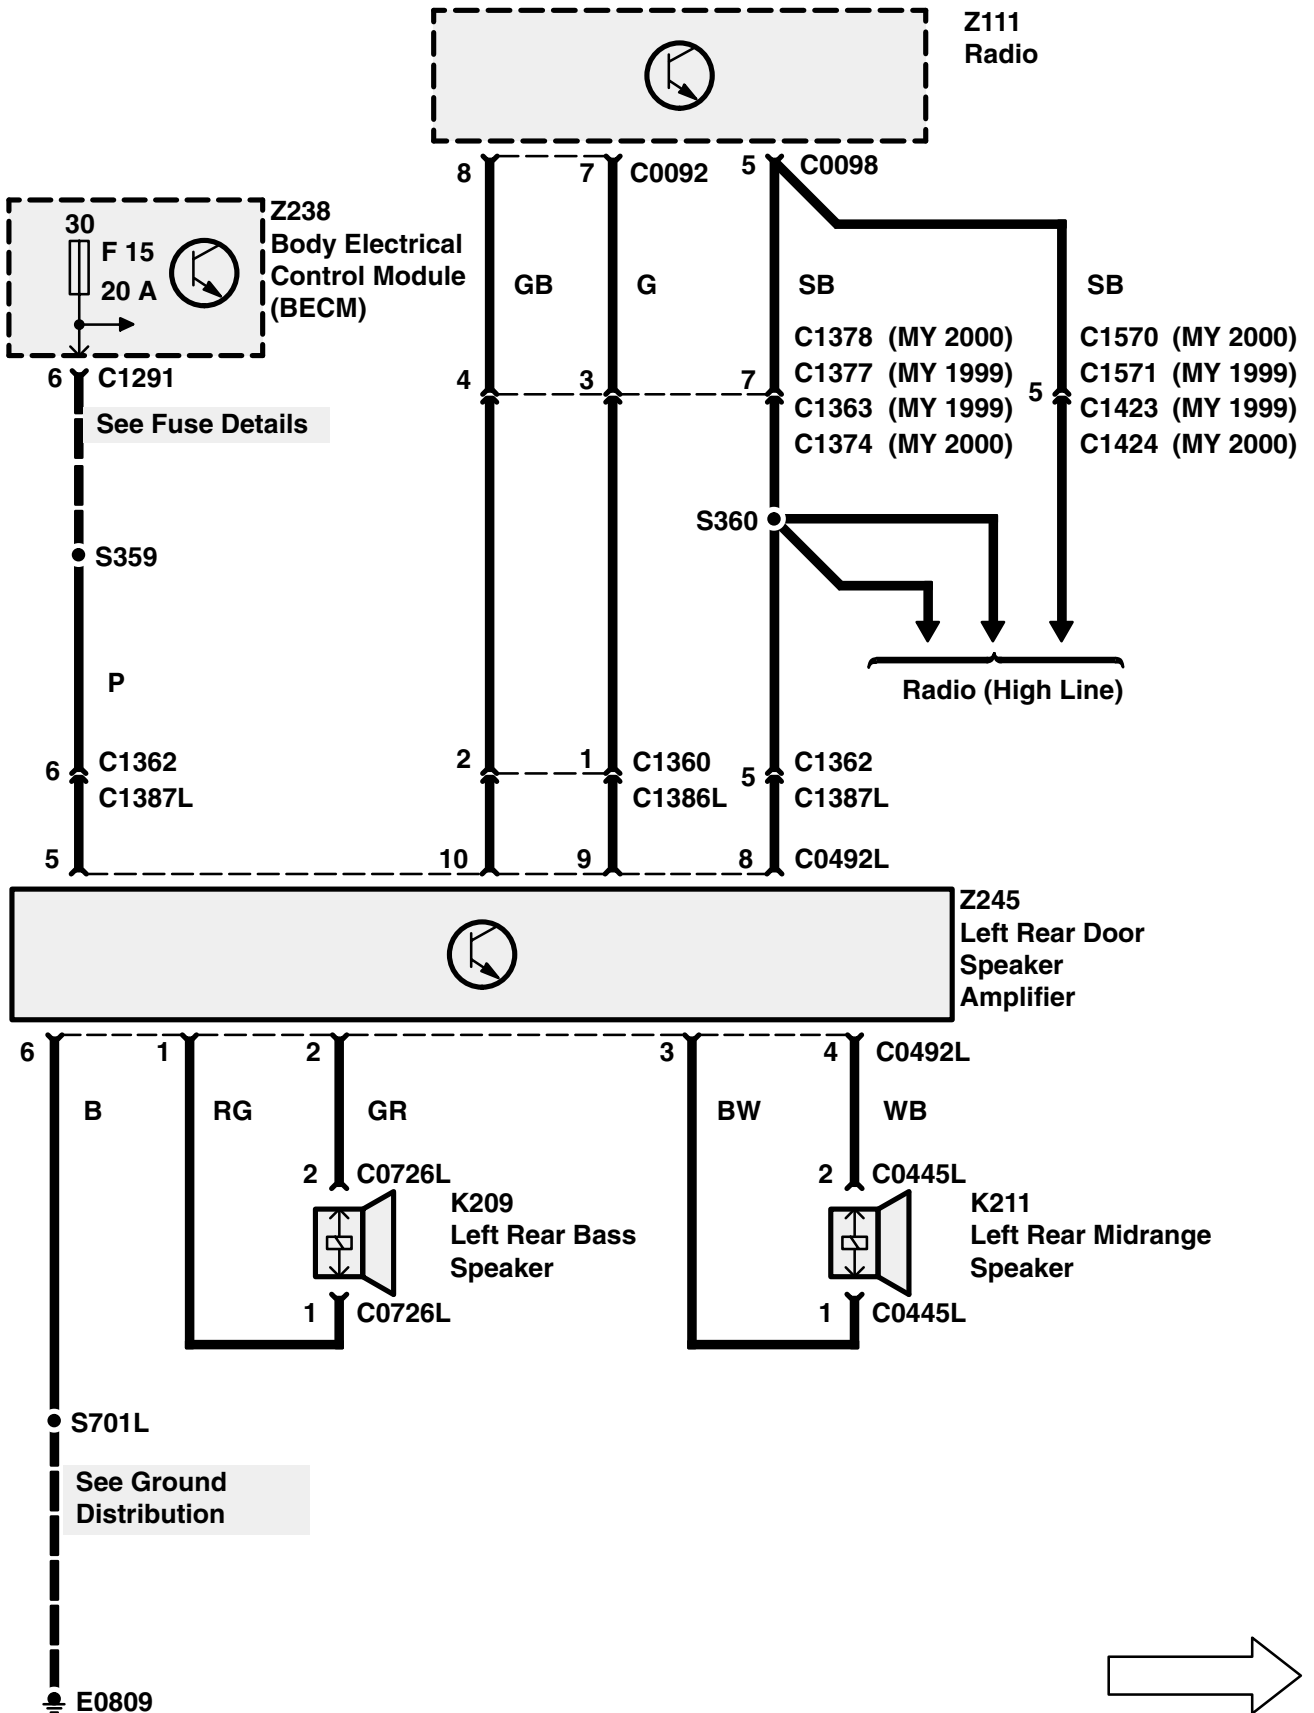 Z111
Radio
8
7
C0092
5
C0098
30
F 15
20 A
Z238
Body Electrical
Control Module
(BECM)
GB
G
SB
SB
C1378 (MY 2000)
C1377 (MY 1999)
C1363 (MY 1999)
C1374 (MY 2000)
C1570 (MY 2000)
C1571 (MY 1999)
C1423 (MY 1999)
C1424 (MY 2000)
6
C1291
4
3
7
5
See Fuse Details
S360
S359
P
Radio (High Line)
6
C1362
C1387L
2
1
C1360
C1386L
5
C1362
C1387L
5
10
9
8
C0492L
Z245
Left Rear Door
Speaker
Amplifier
6
1
2
3
4
C0492L
B
RG
GR
BW
WB
2
C0726L
K209
Left Rear Bass
Speaker
1
C0726L
2
C0445L
K211
Left Rear Midrange
Speaker
1
C0445L
S701L
See Ground
Distribution
E0809